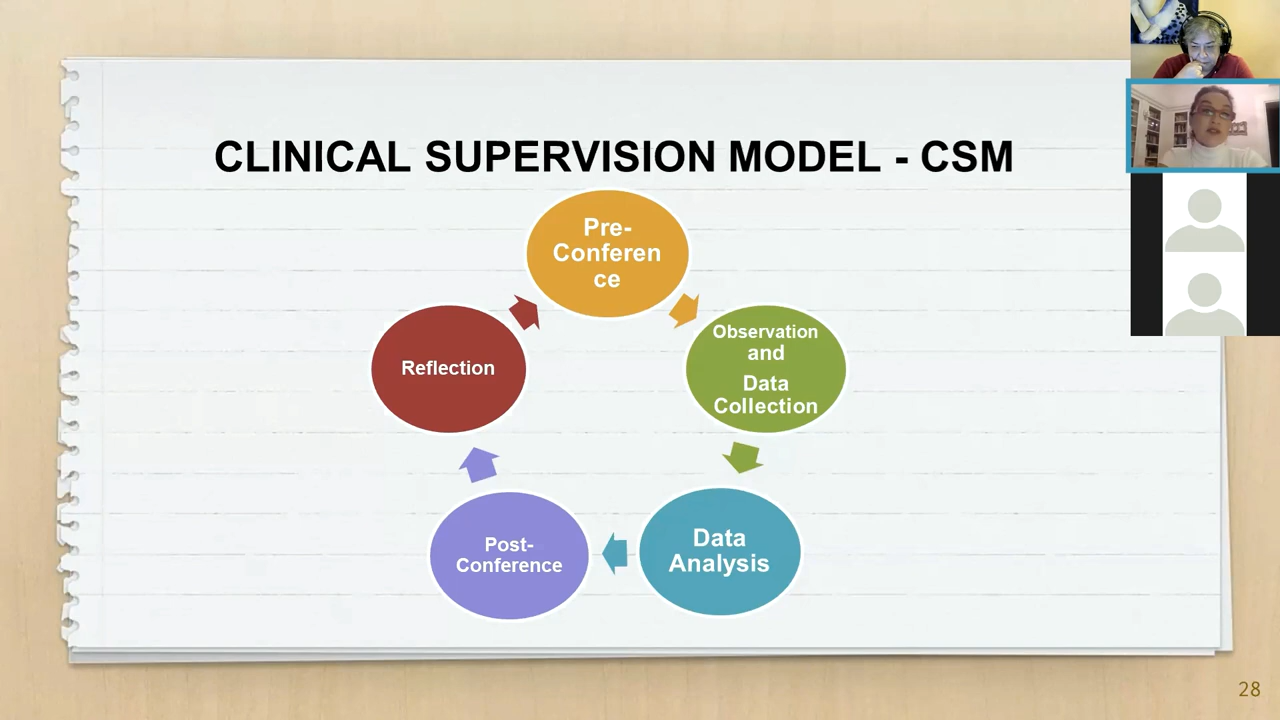 CLINICAL SUPERVISION MODEL - CSM
Pre-
Conferen
ce
Observation
and
Data
Collection
Data
Analysis
Post-
Conference
Reflection
28